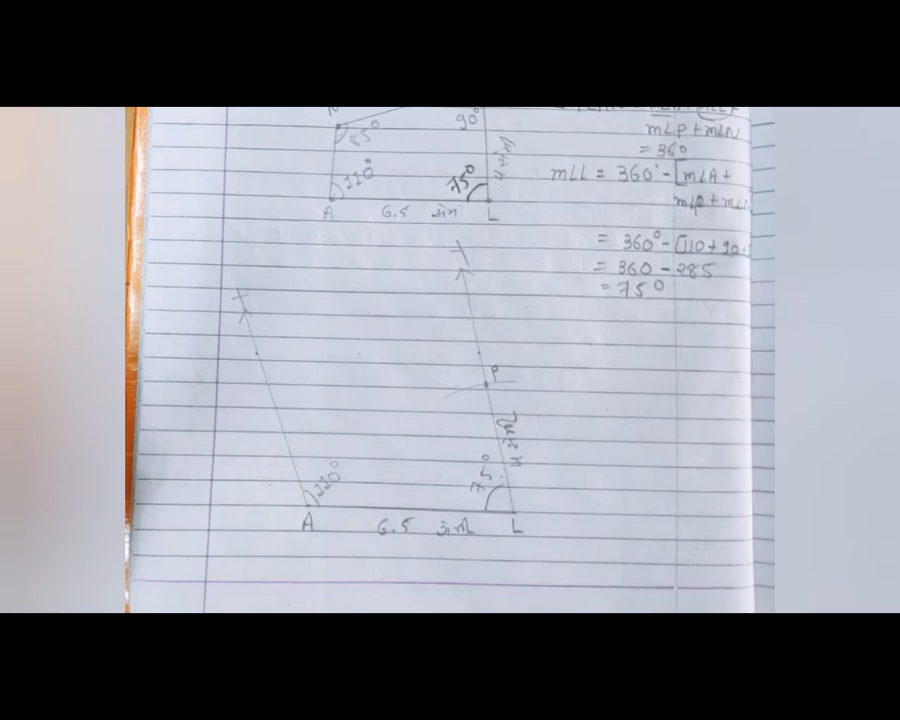 90°
85°
m∠P + m∠N
= 360
110°
75°
m∠L = 360° - [m∠A +
m∠P + m∠
A
6.5 સેમી
L
= 360° - [110 + 90 +
= 360 - 285
= 75°
P
75°
110°
A
6.5 સેમી
L